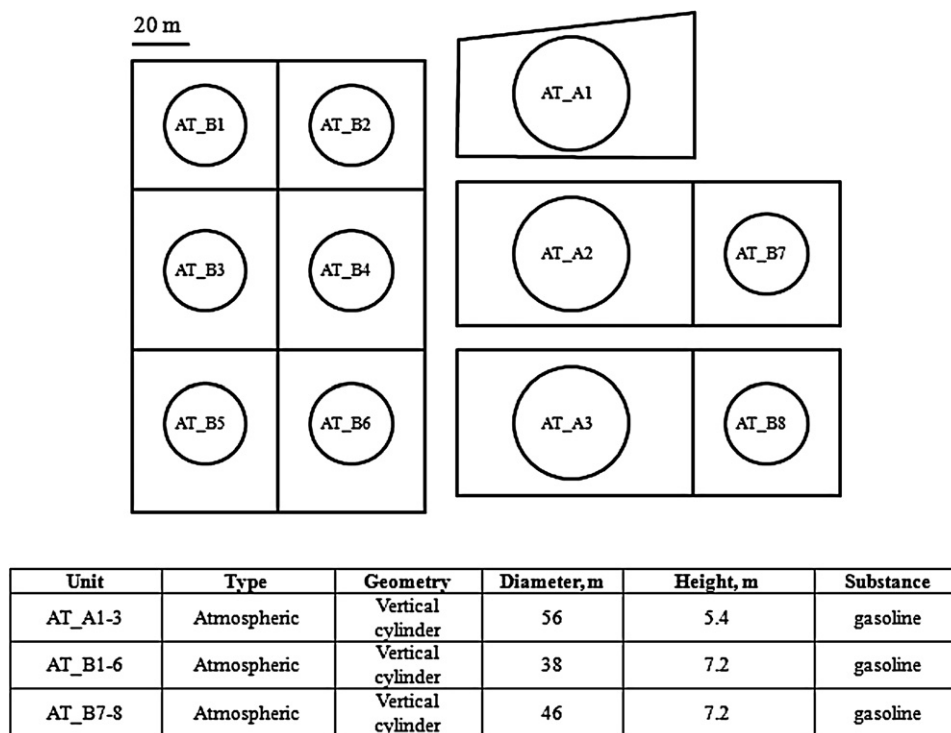 20 m
AT_A1
AT_B1
AT_B2
AT_A2
AT_B7
AT_B3
AT_B4
AT_B5
AT_B6
AT_A3
AT_B8
Unit Type Geometry Diameter, m Height, m Substance
AT_A1-3 Atmospheric Vertical cylinder 56 5.4 gasoline
AT_B1-6 Atmospheric Vertical cylinder 38 7.2 gasoline
AT_B7-8 Atmospheric Vertical cylinder 46 7.2 gasoline